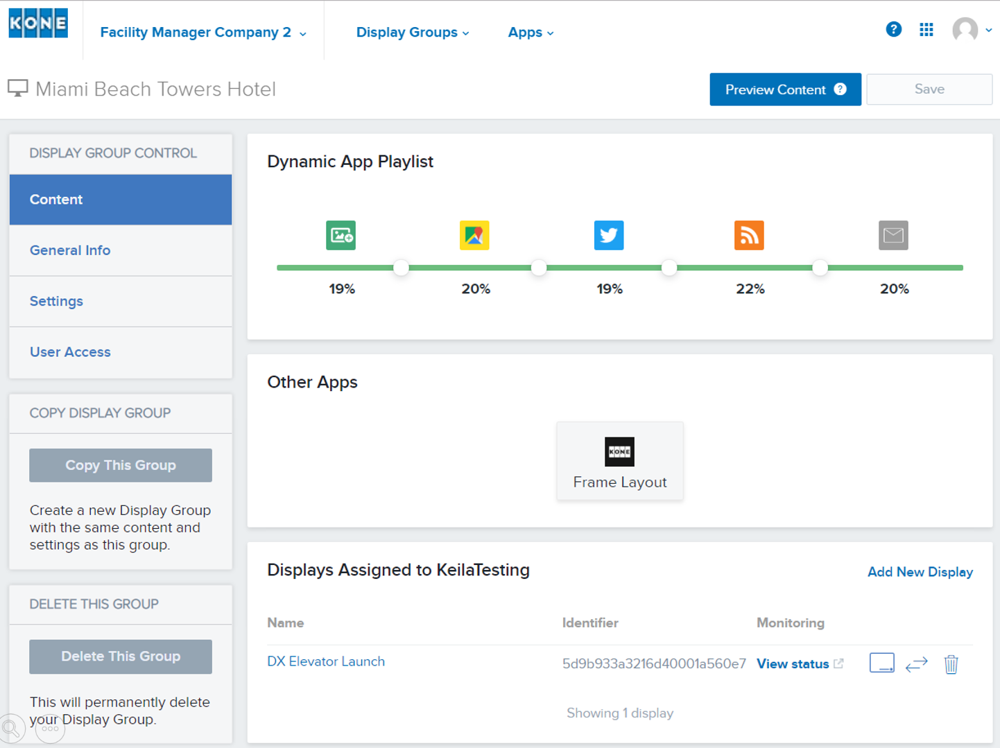 KONE
Facility Manager Company 2
Display Groups
Apps
?
Miami Beach Towers Hotel
Preview Content ?
Save
DISPLAY GROUP CONTROL
Content
General Info
Settings
User Access
COPY DISPLAY GROUP
Copy This Group
Create a new Display Group
with the same content and
settings as this group.
DELETE THIS GROUP
Delete This Group
This will permanently delete
your Display Group.
Dynamic App Playlist
19% 20% 19% 22% 20%
Other Apps
KONE
Frame Layout
Displays Assigned to KeilaTesting
Add New Display
Name Identifier Monitoring
DX Elevator Launch 5d9b933a3216d40001a560e7 View status
Showing 1 display